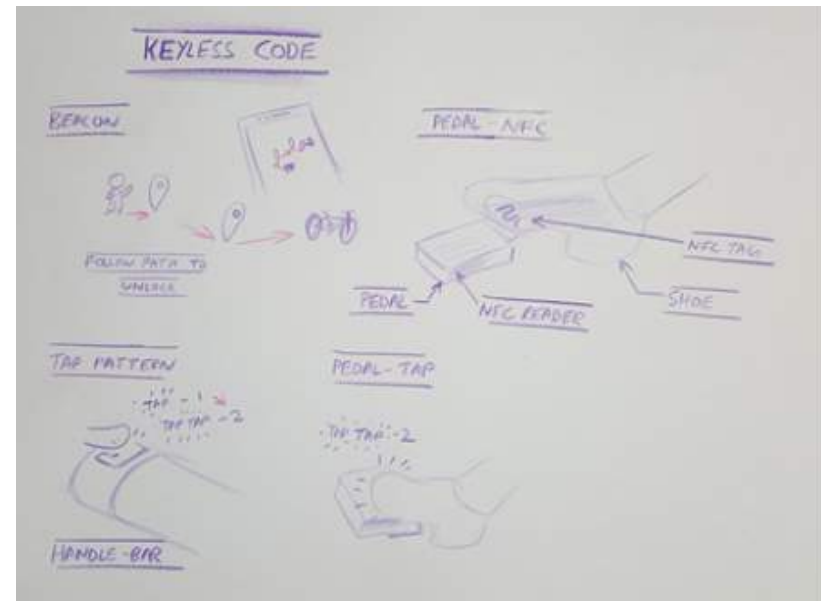 KEYLESS CODE
BEACON
FOLLOW PATH TO
UNLOCK
PEDAL-NFC
NFC TAG
SHOE
PEDAL
NFC READER
TAP PATTERN
TAP - 1
TAP TAP - 2
HANDLE-BAR
PEDAL-TAP
TAP TAP - 2